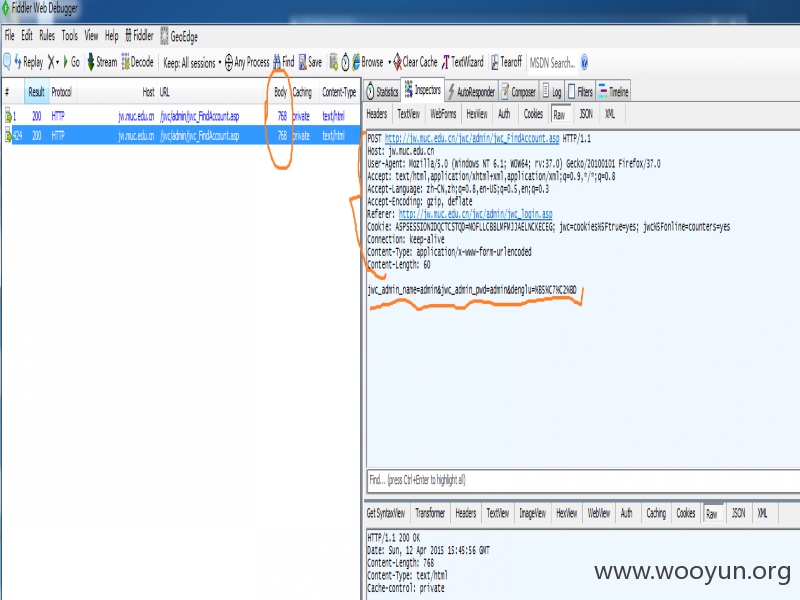 Fiddler Web Debugger
File Edit Rules Tools View Help Fiddler GeoEdge
Replay X Go Stream Decode Keep: All sessions Any Process Find Save Browse Clear Cache TextWizard Tearoff MSDN Search...
# Result Protocol Host URL Body Caching Content-Type
1 200 HTTP jw.muc.edu.cn /jwc/admin/jwc_FindAccount.asp 768 private text/html
429 200 HTTP jw.muc.edu.cn /jwc/admin/jwc_FindAccount.asp 768 private text/html
Statistics Inspectors AutoResponder Composer Log Filters Timeline
Headers TextView WebForms HexView Auth Cookies Raw JSON XML
POST http://jw.muc.edu.cn/jwc/admin/jwc_FindAccount.asp HTTP/1.1
Host: jw.muc.edu.cn
User-Agent: Mozilla/5.0 (Windows NT 6.1; WOW64; rv:37.0) Gecko/20100101 Firefox/37.0
Accept: text/html,application/xhtml+xml,application/xml;q=0.9,*/*;q=0.8
Accept-Language: zh-CN,zh;q=0.8,en-US;q=0.5,en;q=0.3
Accept-Encoding: gzip, deflate
Referer: http://jw.muc.edu.cn/jwc/admin/jwc_login.asp
Cookie: ASPSESSIONIDQCTCSTQD=NOFLLCBBLMFMJJAELNCKECEG; jwc=cookies%5Ftrue=yes; jwc%5Fonline=counters=yes
Connection: keep-alive
Content-Type: application/x-www-form-urlencoded
Content-Length: 60
jwc_admin_name=admin&jwc_admin_pwd=admin&denglu=%B5%C7%C2%BD
Find... (press Ctrl+Enter to highlight all)
Get SyntaxView Transformer Headers TextView ImageView HexView WebView Auth Caching Cookies Raw JSON XML
HTTP/1.1 200 OK
Date: Sun, 12 Apr 2015 15:45:56 GMT
Content-Length: 768
Content-Type: text/html
Cache-control: private
www.wooyun.org